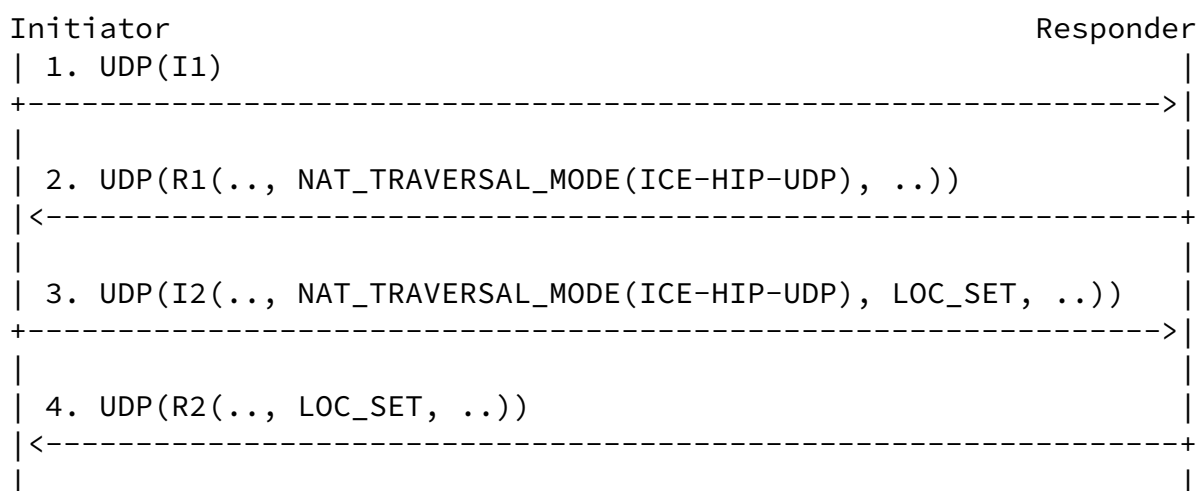 Initiator                                                Responder
| 1. UDP(I1)                                                     |
+--------------------------------------------------------------->|
|                                                                |
| 2. UDP(R1(.., NAT_TRAVERSAL_MODE(ICE-HIP-UDP), ..))            |
|<---------------------------------------------------------------+
|                                                                |
| 3. UDP(I2(.., NAT_TRAVERSAL_MODE(ICE-HIP-UDP), LOC_SET, ..))   |
+--------------------------------------------------------------->|
|                                                                |
| 4. UDP(R2(.., LOC_SET, ..))                                    |
|<---------------------------------------------------------------+
|                                                                |